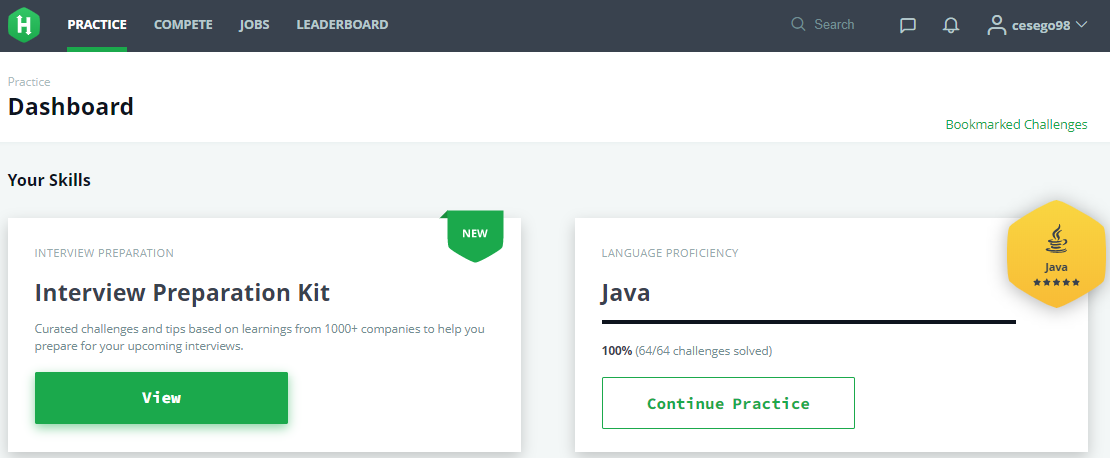 H PRACTICE COMPETE JOBS LEADERBOARD Search cesego98
Practice
Dashboard
Bookmarked Challenges
Your Skills
NEW
INTERVIEW PREPARATION
Interview Preparation Kit
Curated challenges and tips based on learnings from 1000+ companies to help you
prepare for your upcoming interviews.
View
LANGUAGE PROFICIENCY
Java
Java
100% (64/64 challenges solved)
Continue Practice